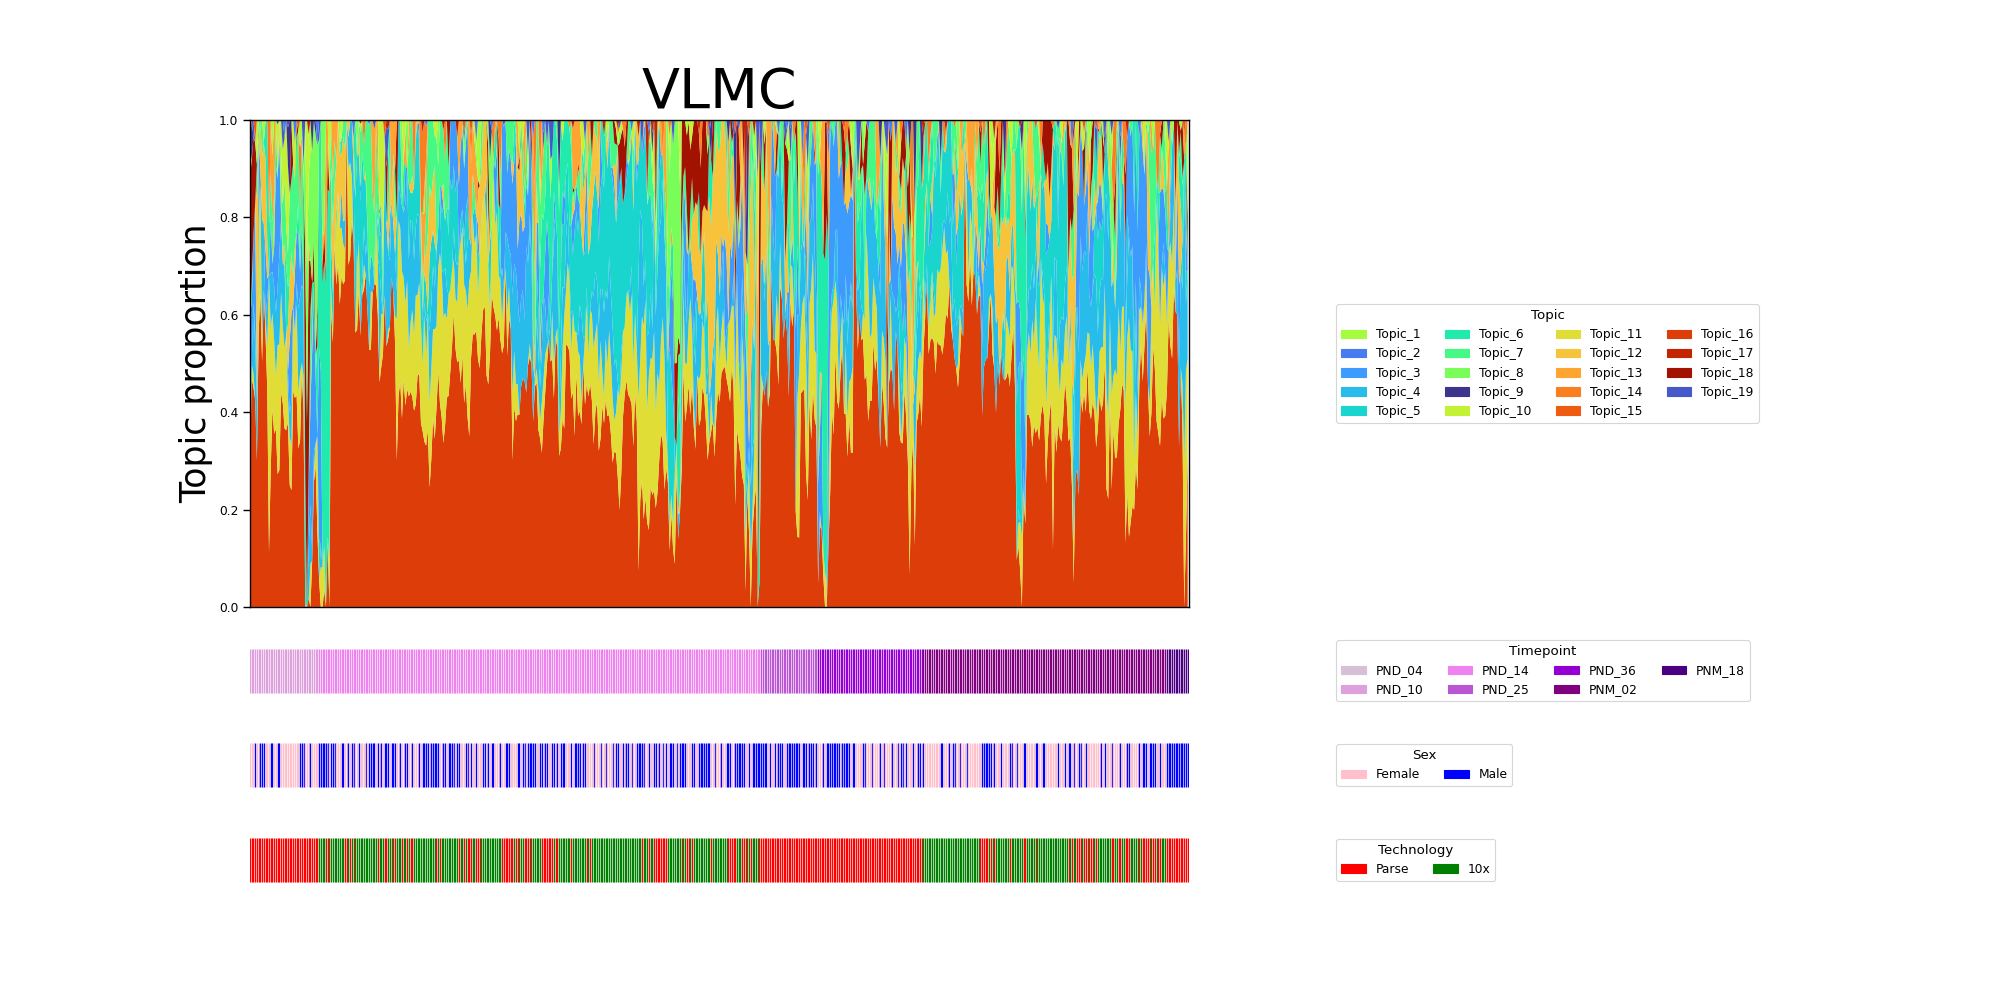 VLMC
Topic proportion
1.0
0.8
0.6
0.4
0.2
0.0
Topic
Topic_1 Topic_6 Topic_11 Topic_16
Topic_2 Topic_7 Topic_12 Topic_17
Topic_3 Topic_8 Topic_13 Topic_18
Topic_4 Topic_9 Topic_14 Topic_19
Topic_5 Topic_10 Topic_15
Timepoint
PND_04 PND_14 PND_36 PNM_18
PND_10 PND_25 PNM_02
Sex
Female Male
Technology
Parse 10x